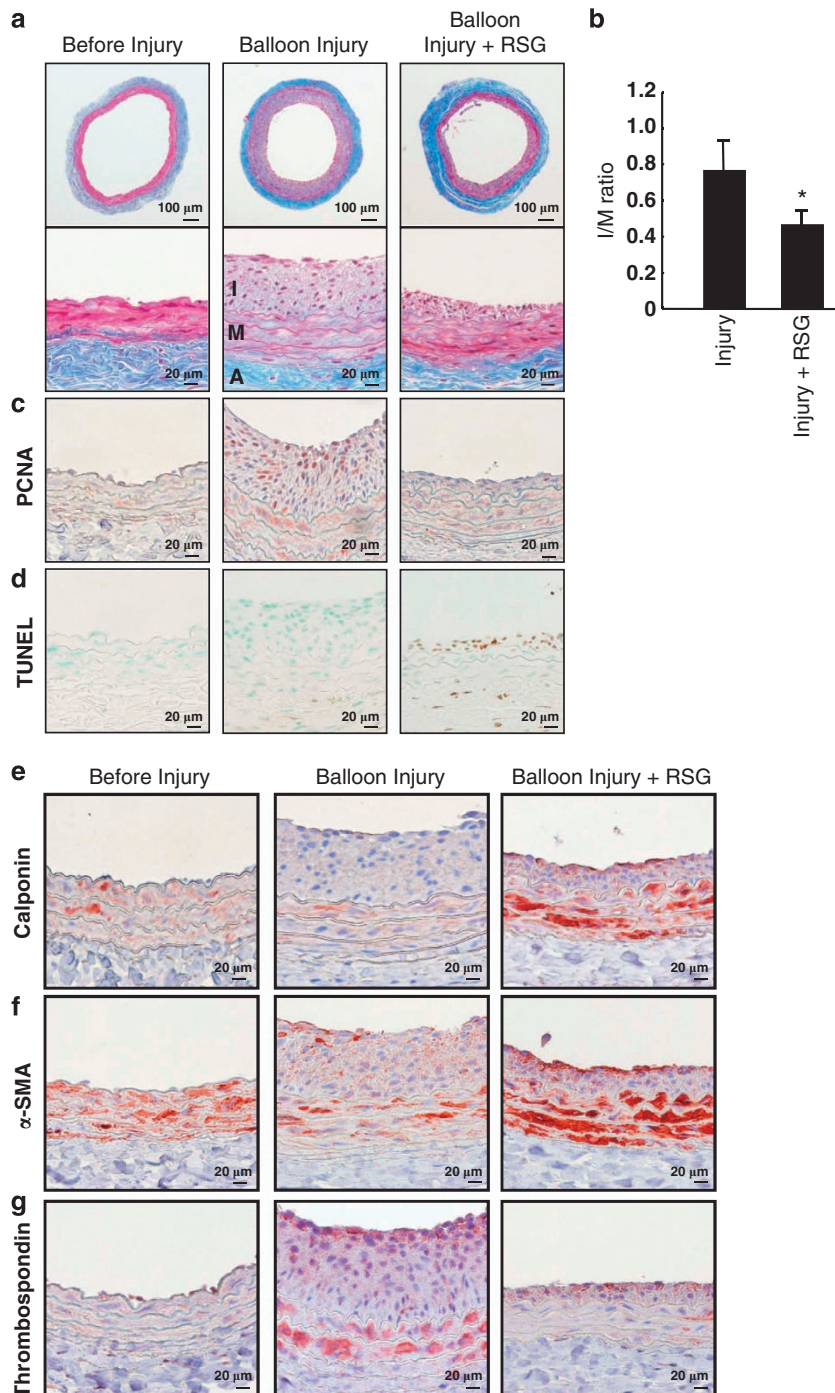 a
Before Injury
Balloon Injury
Balloon
Injury + RSG
100 µm
100 µm
100 µm
I
M
A
20 µm
20 µm
20 µm
b
1.2
1.0
0.8
0.6
0.4
0.2
0
I/M ratio
*
Injury
Injury + RSG
c
PCNA
20 µm
20 µm
20 µm
d
TUNEL
20 µm
20 µm
20 µm
e
Before Injury
Balloon Injury
Balloon Injury + RSG
Calponin
20 µm
20 µm
20 µm
f
α-SMA
20 µm
20 µm
20 µm
g
Thrombospondin
20 µm
20 µm
20 µm